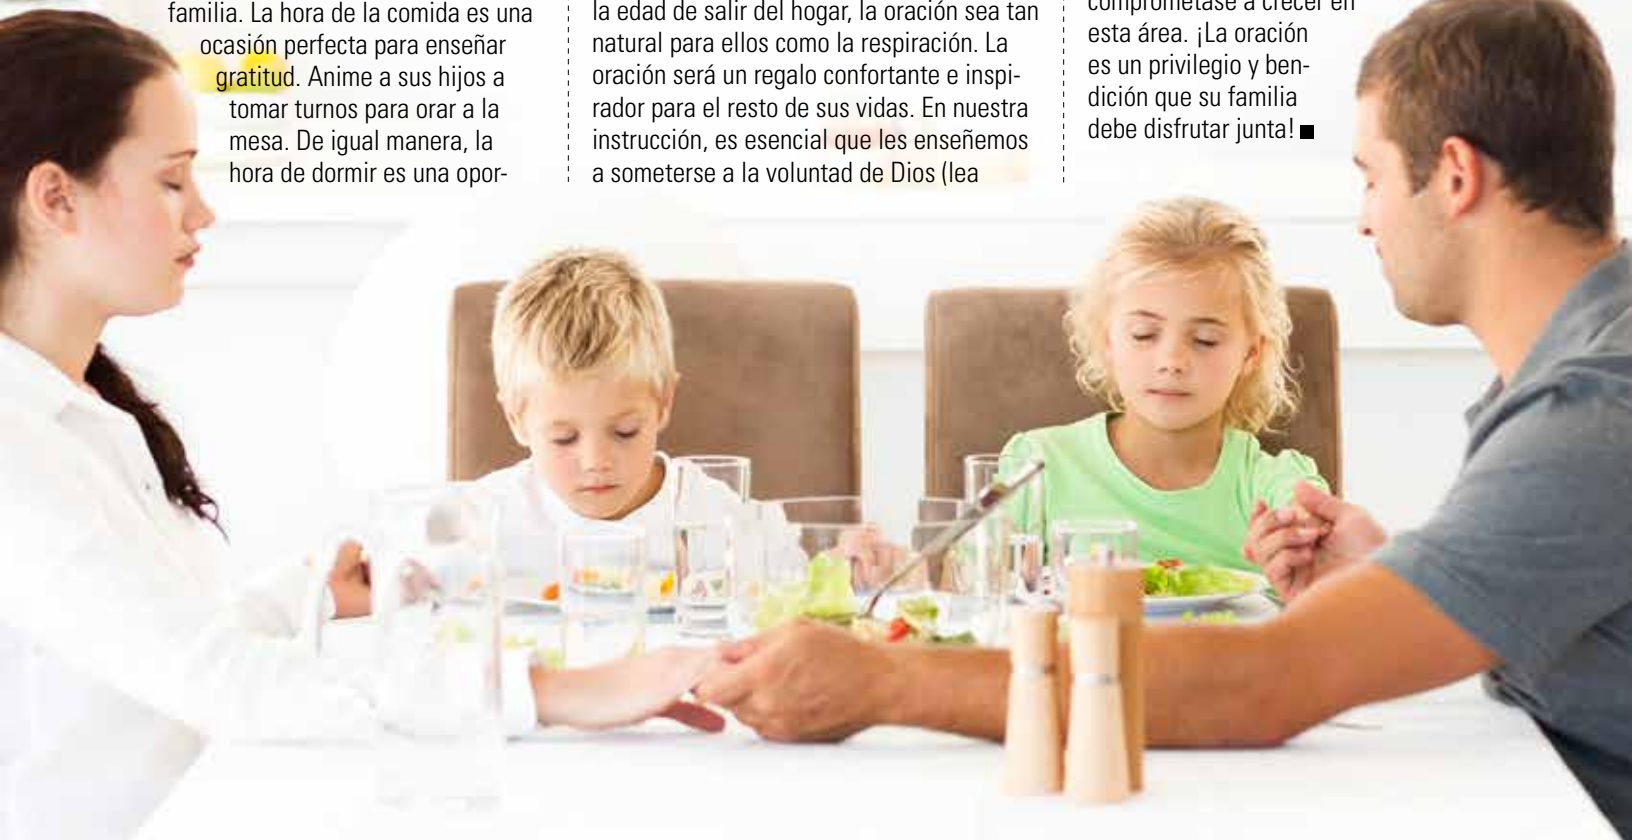 familia. La hora de la comida es una
ocasión perfecta para enseñar
gratitud. Anime a sus hijos a
tomar turnos para orar a la
mesa. De igual manera, la
hora de dormir es una opor-
la edad de salir del hogar, la oración sea tan
natural para ellos como la respiración. La
oración será un regalo confortante e inspi-
rador para el resto de sus vidas. En nuestra
instrucción, es esencial que les enseñemos
a someterse a la voluntad de Dios (lea
comprométase a crecer en
esta área. ¡La oración
es un privilegio y ben-
dición que su familia
debe disfrutar junta! ■